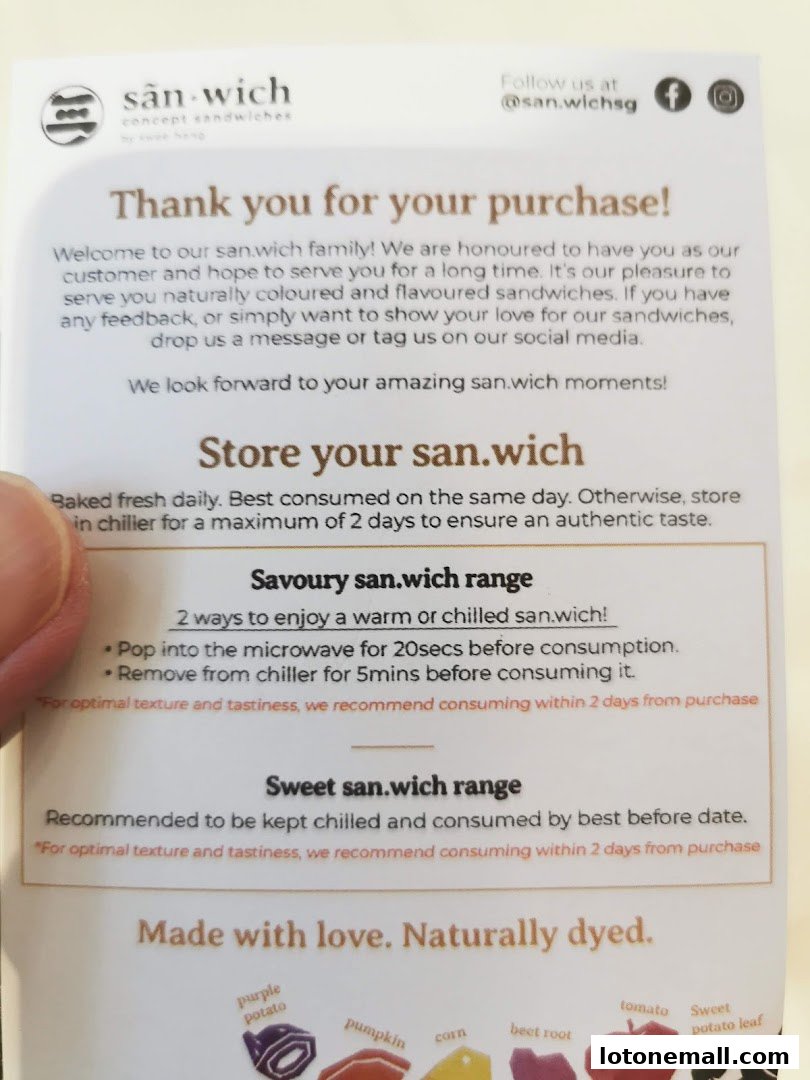 sãn·wich
concept sandwiches
by swee heng
Follow us at
@san.wichsg
Thank you for your purchase!
Welcome to our san.wich family! We are honoured to have you as our
customer and hope to serve you for a long time. It's our pleasure to
serve you naturally coloured and flavoured sandwiches. If you have
any feedback, or simply want to show your love for our sandwiches,
drop us a message or tag us on our social media.
We look forward to your amazing san.wich moments!
Store your san.wich
Baked fresh daily. Best consumed on the same day. Otherwise, store
in chiller for a maximum of 2 days to ensure an authentic taste.
Savoury san.wich range
2 ways to enjoy a warm or chilled san.wich!
• Pop into the microwave for 20secs before consumption.
• Remove from chiller for 5mins before consuming it.
*For optimal texture and tastiness, we recommend consuming within 2 days from purchase
Sweet san.wich range
Recommended to be kept chilled and consumed by best before date.
*For optimal texture and tastiness, we recommend consuming within 2 days from purchase
Made with love. Naturally dyed.
purple
potato
pumpkin
corn
beet root
tomato
Sweet
potato leaf
lotonemall.com